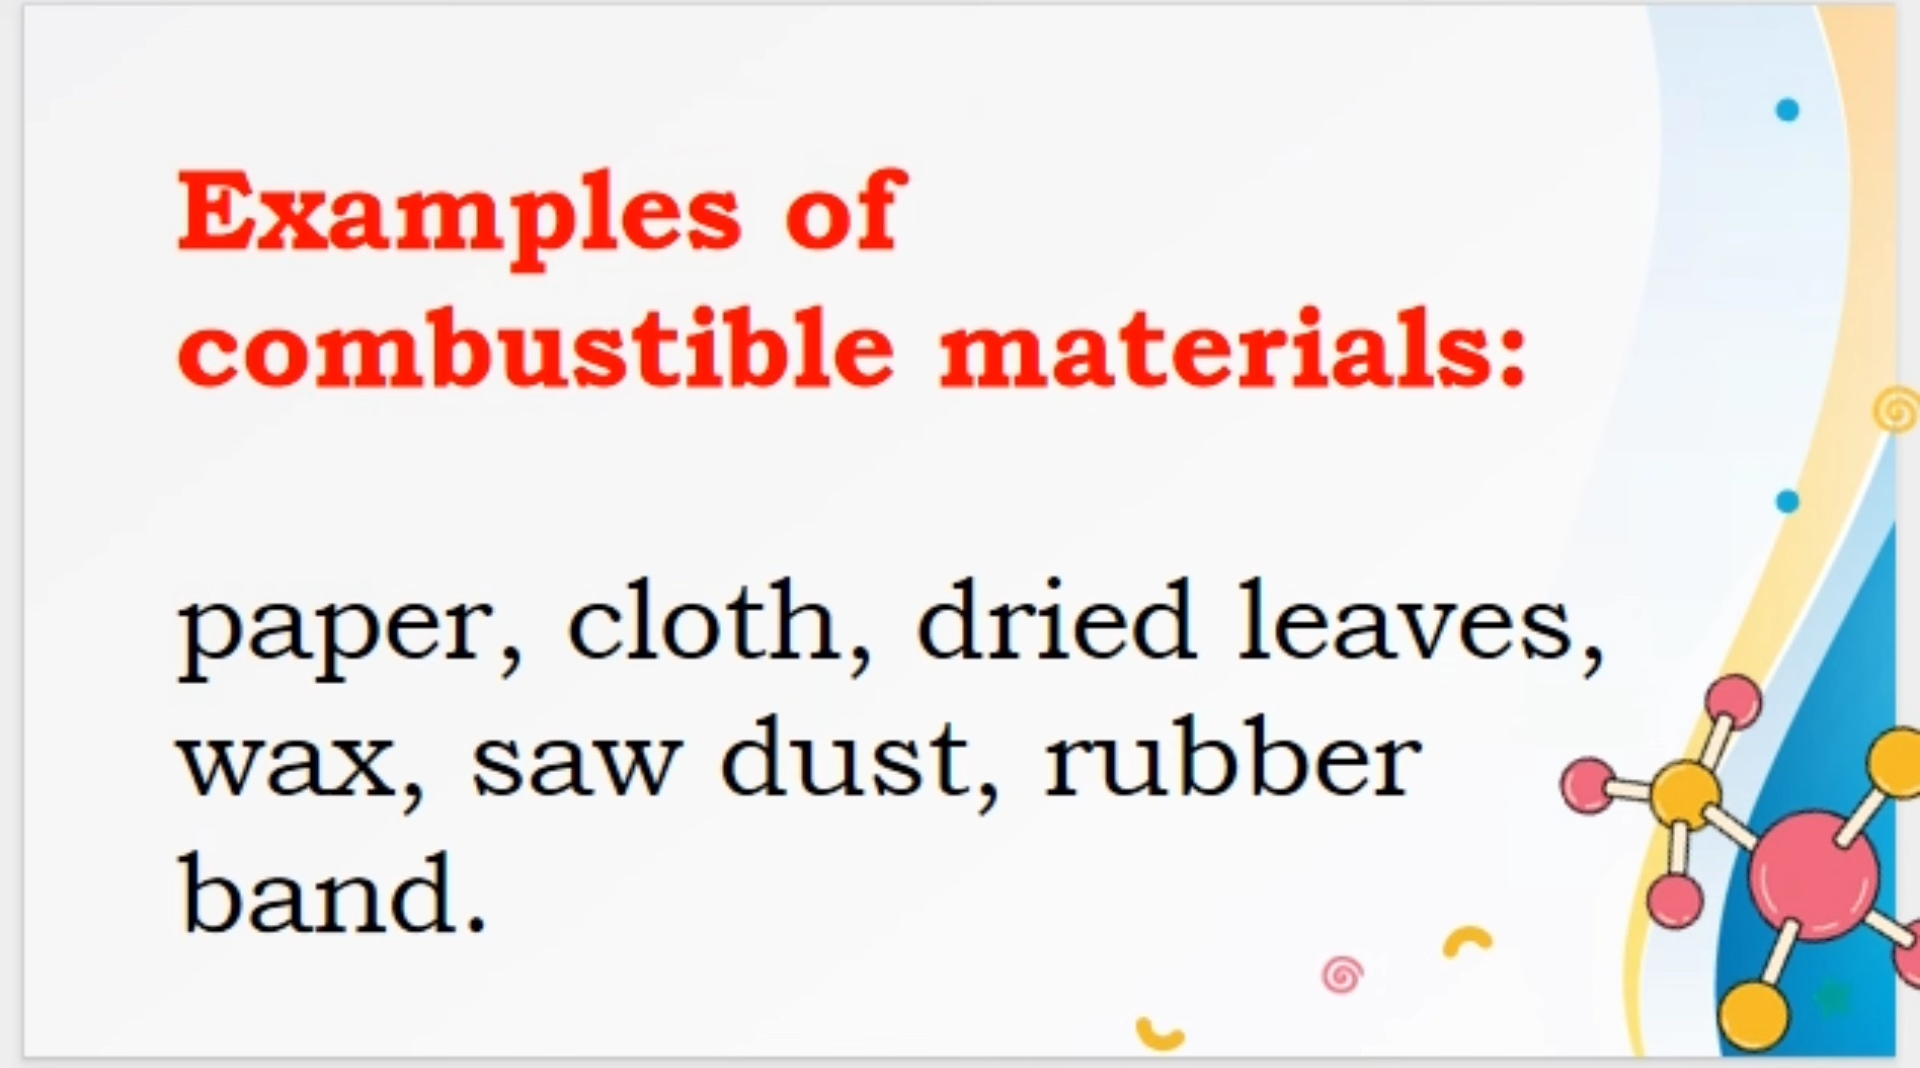 Examples of
combustible materials:
paper, cloth, dried leaves,
wax, saw dust, rubber
band.